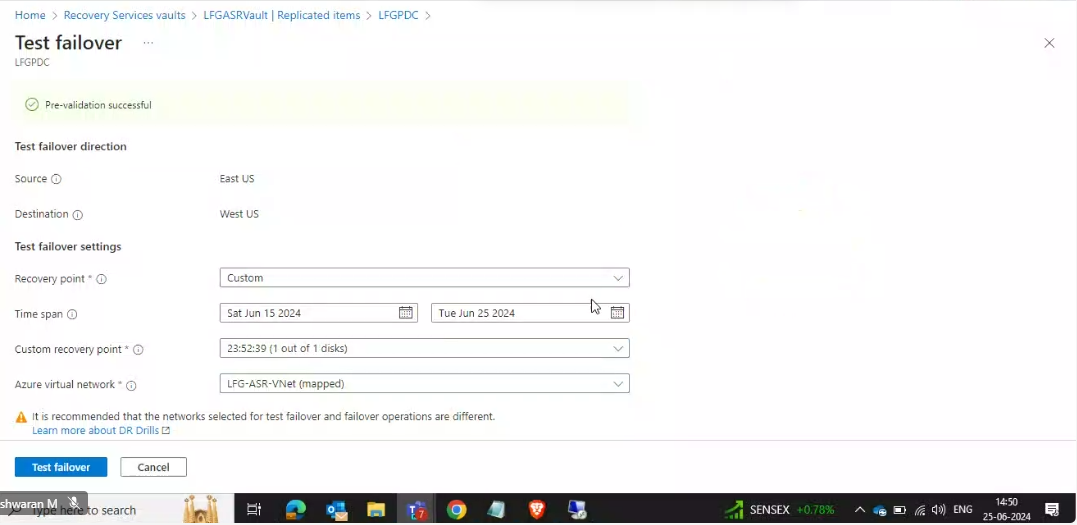 Home > Recovery Services vaults > LFGASRVault | Replicated items > LFGPDC >
Test failover ...
LFGPDC
Pre-validation successful
Test failover direction
Source
East US
Destination
West US
Test failover settings
Recovery point *
Custom
Time span
Sat Jun 15 2024
Tue Jun 25 2024
Custom recovery point *
23:52:39 (1 out of 1 disks)
Azure virtual network *
LFG-ASR-VNet (mapped)
It is recommended that the networks selected for test failover and failover operations are different.
Learn more about DR Drills
Test failover
Cancel
shwaran M
here to search
7
SENSEX +0.78%
ENG
14:50
25-06-2024